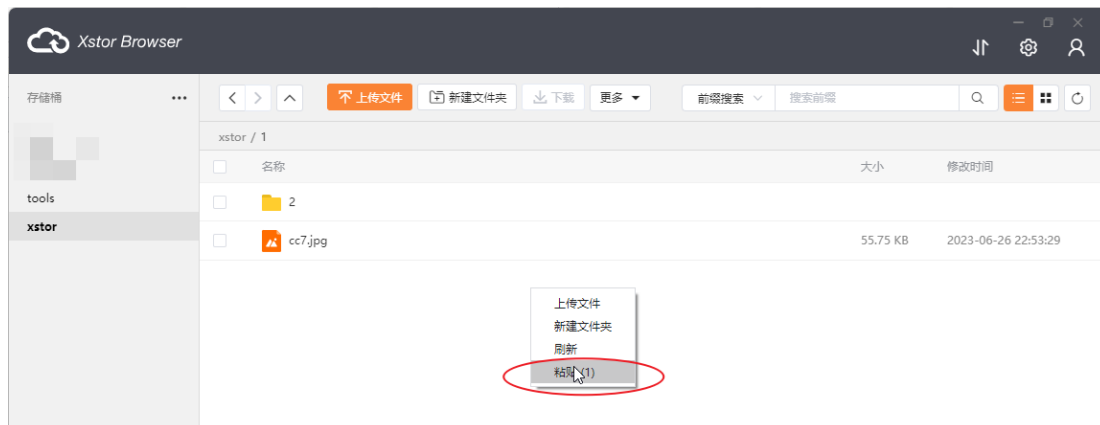 Xstor Browser
存储桶 ••• 上传文件 新建文件夹 下载 更多 前缀搜索 搜索前缀
xstor / 1
名称 大小 修改时间
tools
2
xstor
cc7.jpg 55.75 KB 2023-06-26 22:53:29
上传文件
新建文件夹
刷新
粘贴(1)